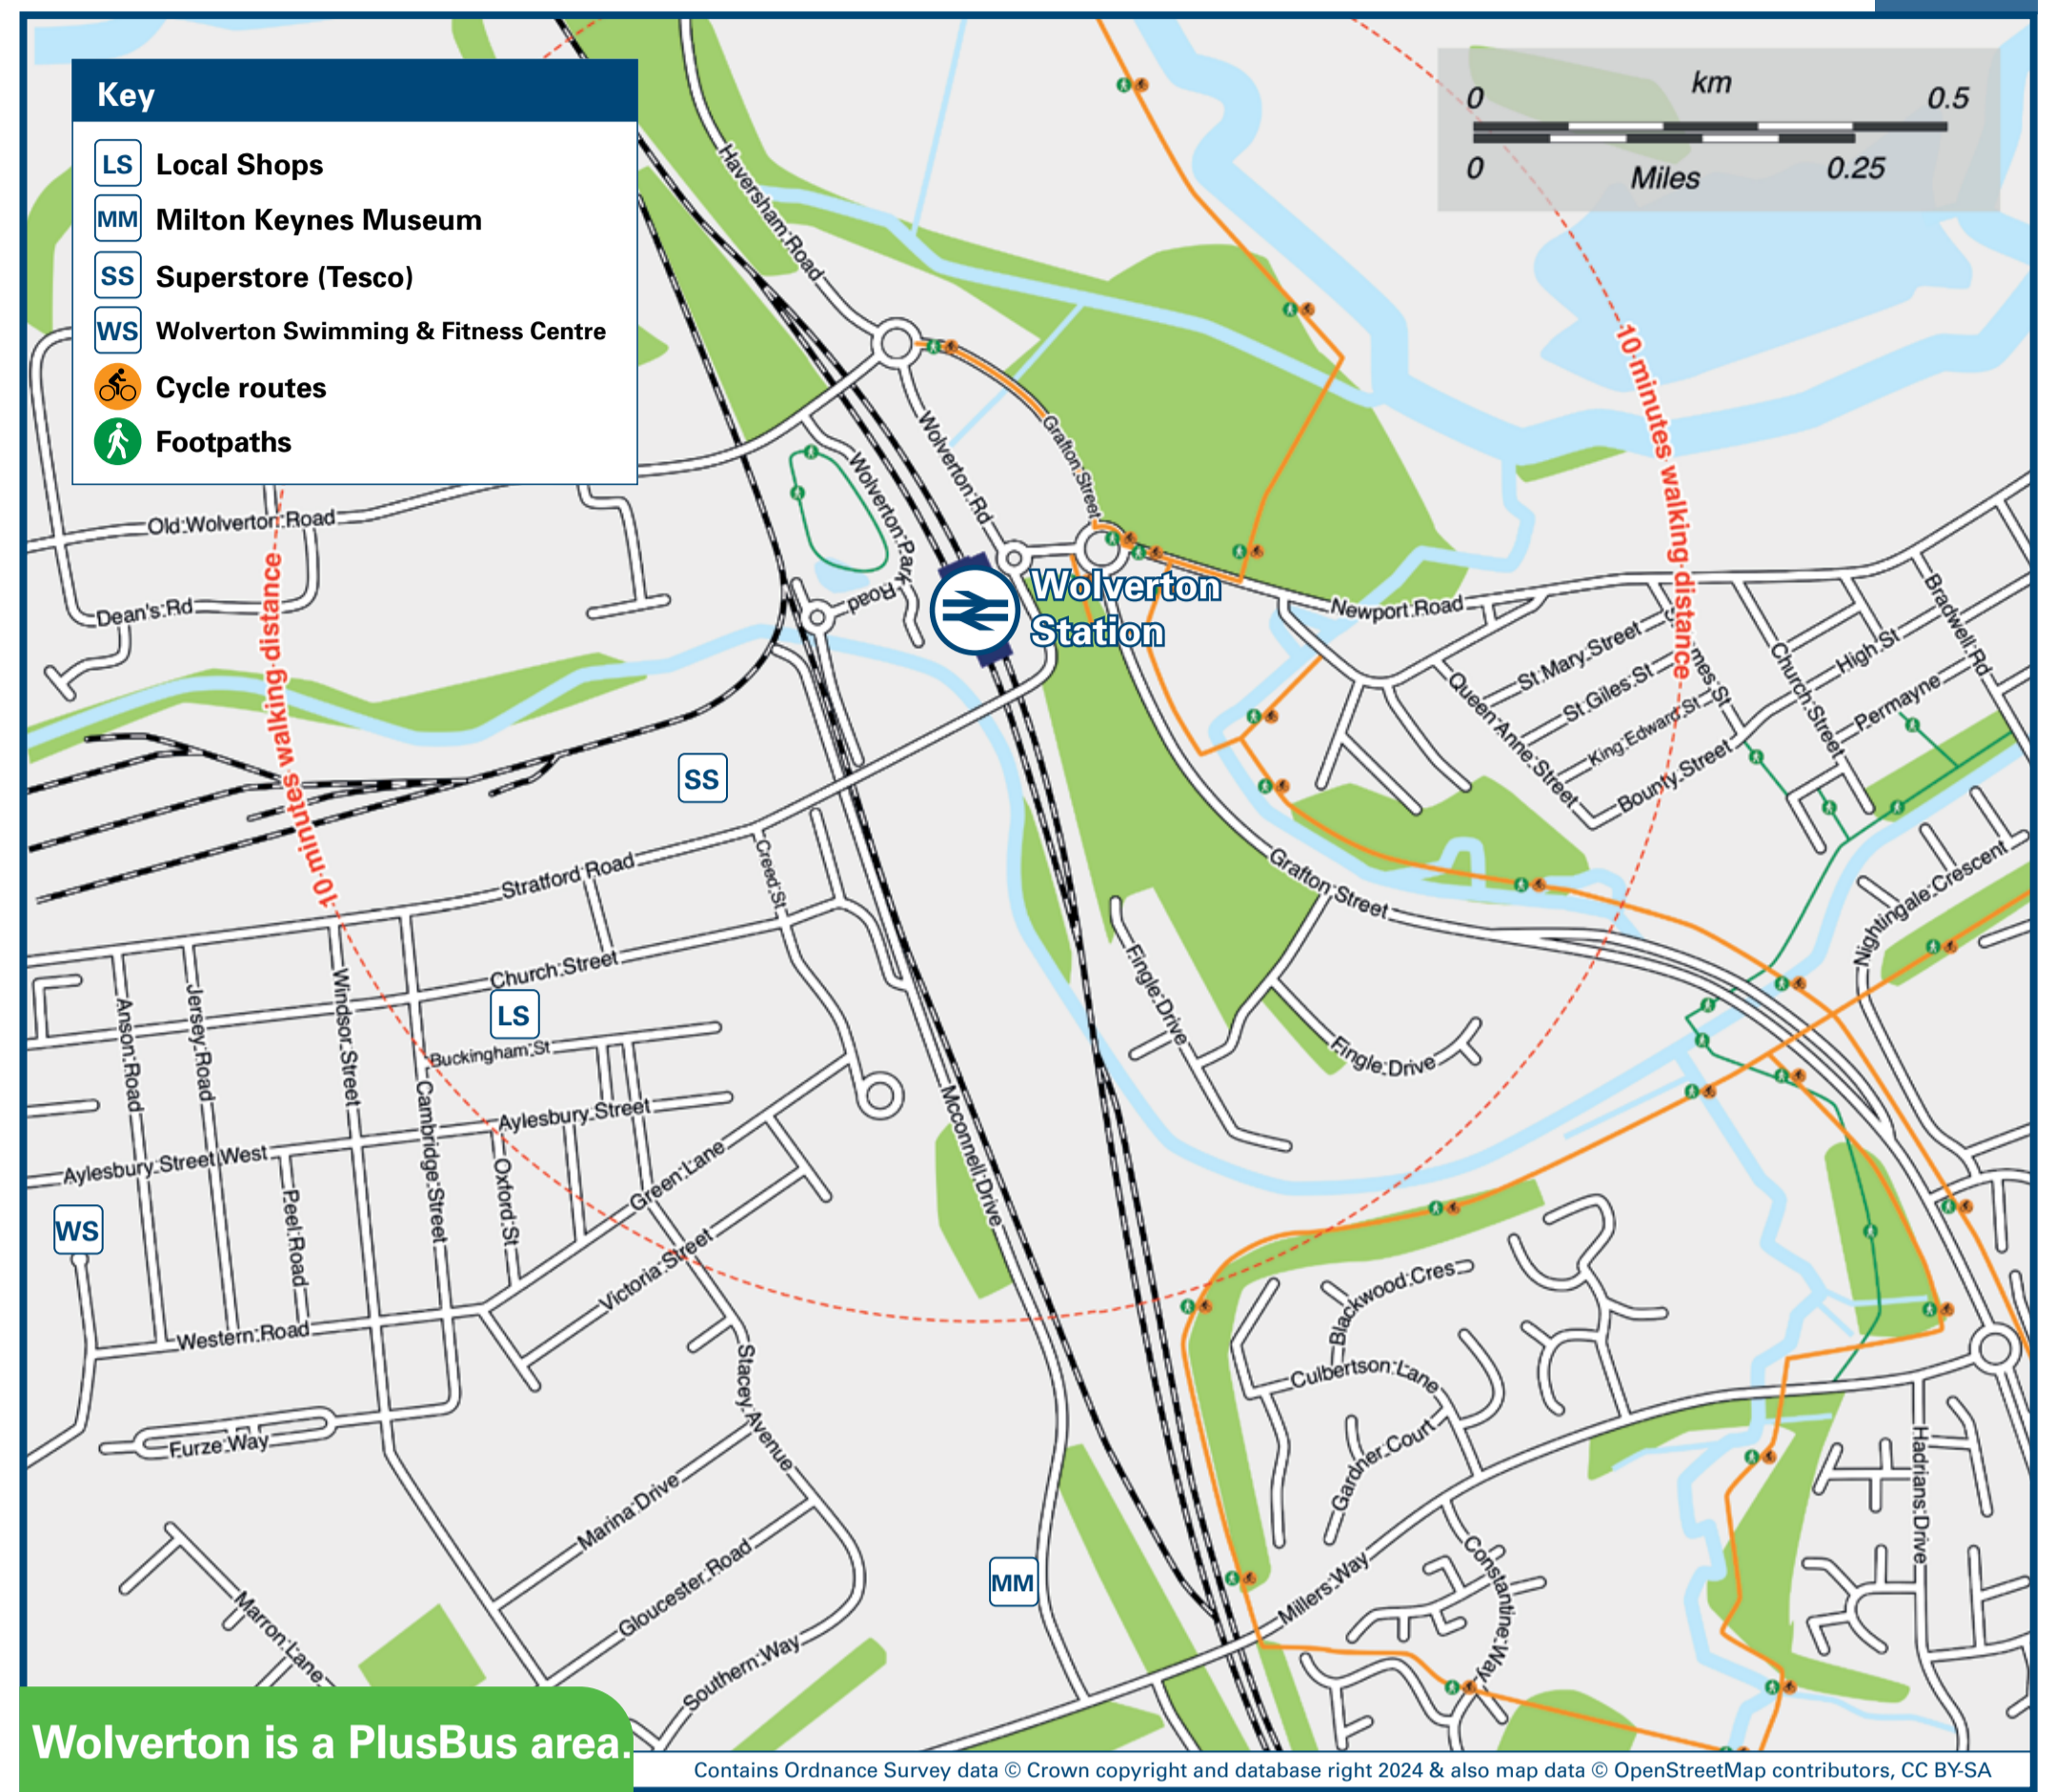 Key
LS Local Shops
MM Milton Keynes Museum
SS Superstore (Tesco)
WS Wolverton Swimming & Fitness Centre
Cycle routes
Footpaths
km
0 0.5
0 0.25
Miles
Haversham Road
10 minutes walking distance
Wolverton Rd
Grafton Street
Wolverton Park
Road
Old Wolverton Road
Dean's Rd
10 minutes walking distance
Wolverton
Station
Newport Road
St Mary Street
St Giles St
King Edward St
Queen Anne Street
Bounty Street
Church Street
High St
Bradwell Rd
Permayne
SS
Stratford Road
Creed St
Grafton Street
Nightingale Crescent
Church Street
LS
Buckingham St
Anson Road
Jersey Road
Windsor Street
Cambridge Street
Fingle Drive
Fingle Drive
Aylesbury Street
Aylesbury Street West
Mcconnell Drive
Green Lane
Oxford St
Peel Road
WS
Victoria Street
Western Road
Blackwood Cres
Culbertson Lane
Stacey Avenue
Gardner Court
Furze Way
Hadrians Drive
Marina Drive
Gloucester Road
MM
Millers Way
Constantine Way
Marron Lane
Southern Way
Wolverton is a PlusBus area.
Contains Ordnance Survey data © Crown copyright and database right 2024 & also map data © OpenStreetMap contributors, CC BY-SA